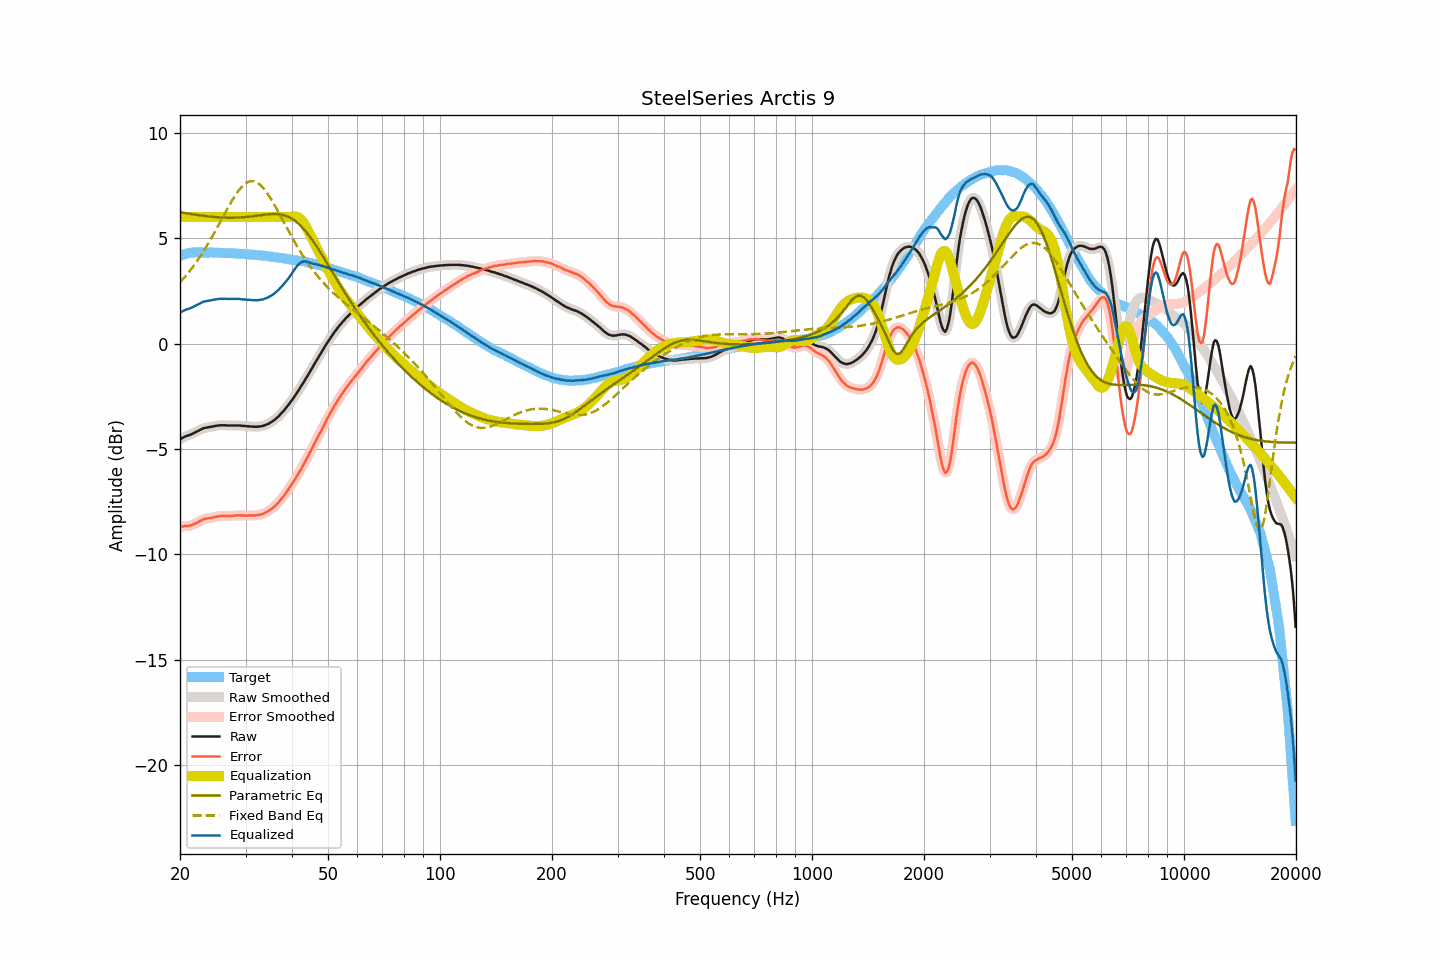 SteelSeries Arctis 9
10
5
0
−5
−10
−15
−20
Amplitude (dBr)
Target
Raw Smoothed
Error Smoothed
Raw
Error
Equalization
Parametric Eq
Fixed Band Eq
Equalized
20 50 100 200 500 1000 2000 5000 10000 20000
Frequency (Hz)